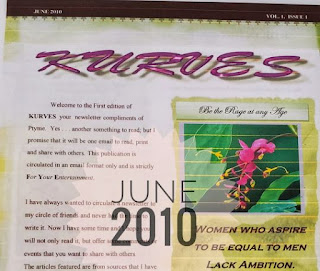 JUNE 2010
VOL 1, ISSUE 1
KURVES
Welcome to the First edition of
KURVES your newsletter compliments of
Ptyme. Yes . . . another something to read; but I
promise that it will be one email to read, print
and share with others. This publication is
circulated in an email format only and is strictly
For Your Entertainment.
I have always wanted to circulate a newsletter to
my circle of friends and never had
write it. Now I have some time and
will not only read it, but offer
events that you want to share with others
The articles featured are from sources that I have
Be the Rage at any Age
WOMEN WHO ASPIRE
TO BE EQUAL TO MEN
LACK AMBITION.
JUNE
2010